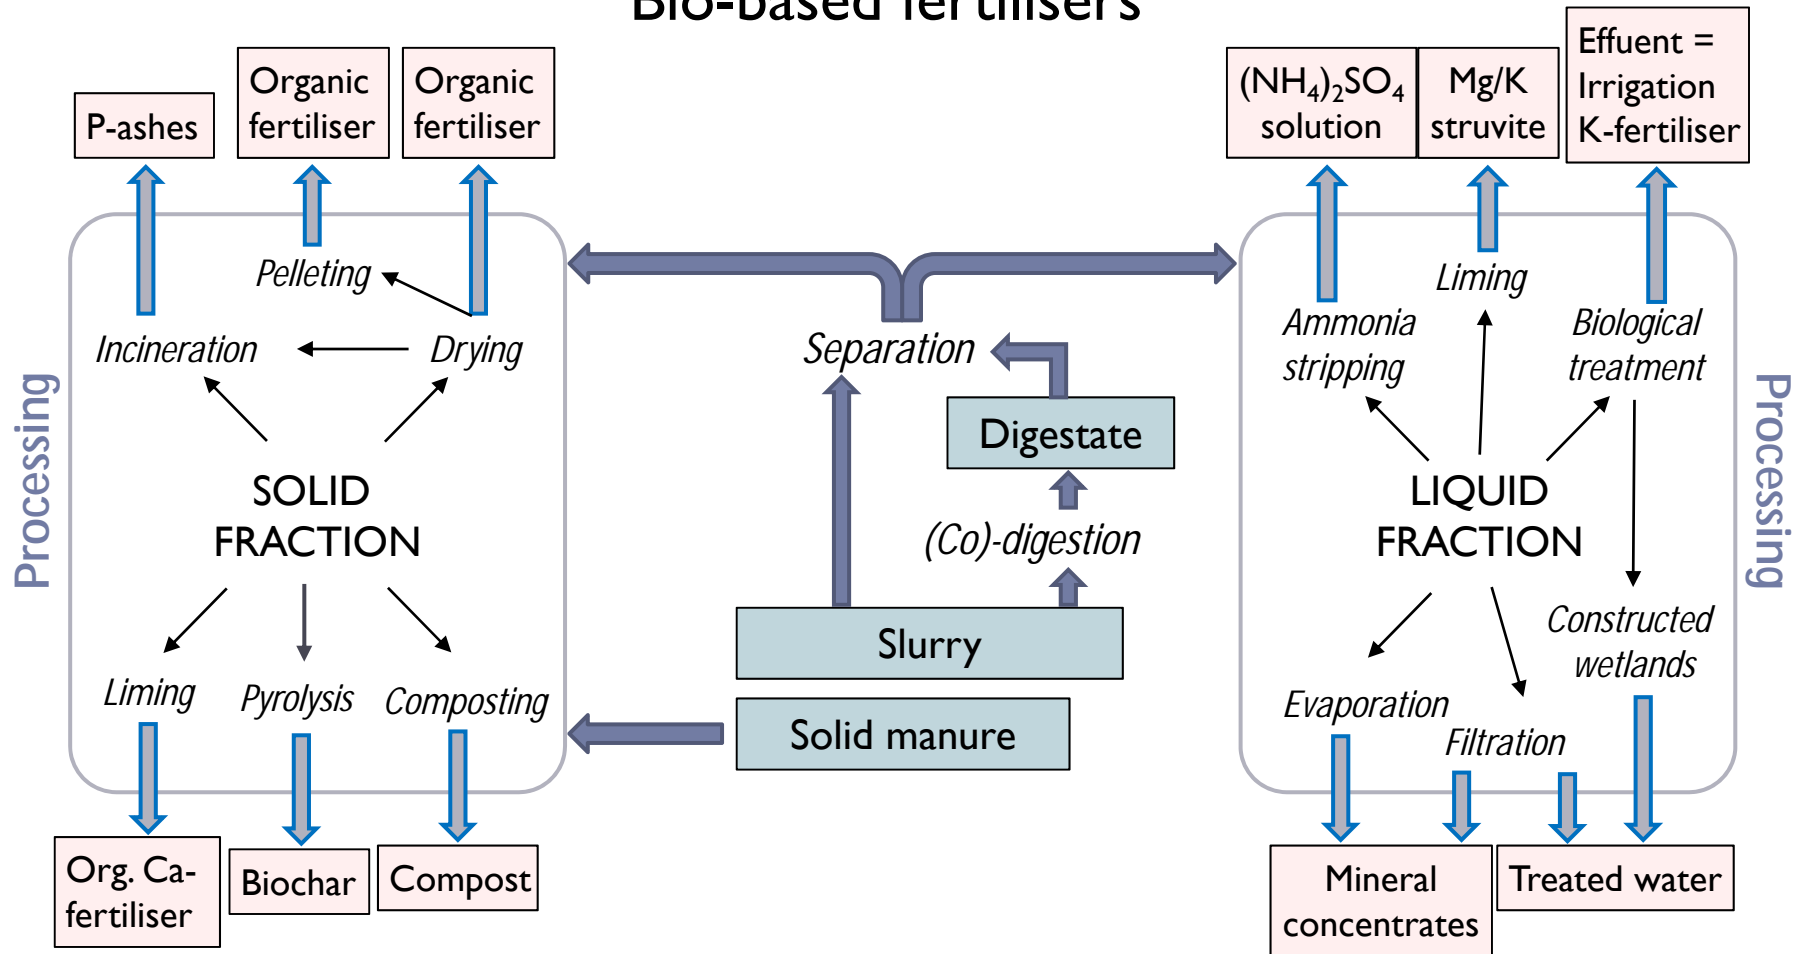 Bio-based fertilisers
P-ashes
Organic
fertiliser
Organic
fertiliser
(NH₄)₂SO₄
solution
Mg/K
struvite
Effuent =
Irrigation
K-fertiliser
Processing
Pelleting
Incineration
Drying
SOLID
FRACTION
Liming
Pyrolysis
Composting
Org. Ca-
fertiliser
Biochar
Compost
Separation
Digestate
(Co)-digestion
Slurry
Solid manure
Liming
Ammonia
stripping
Biological
treatment
LIQUID
FRACTION
Constructed
wetlands
Evaporation
Filtration
Processing
Mineral
concentrates
Treated water